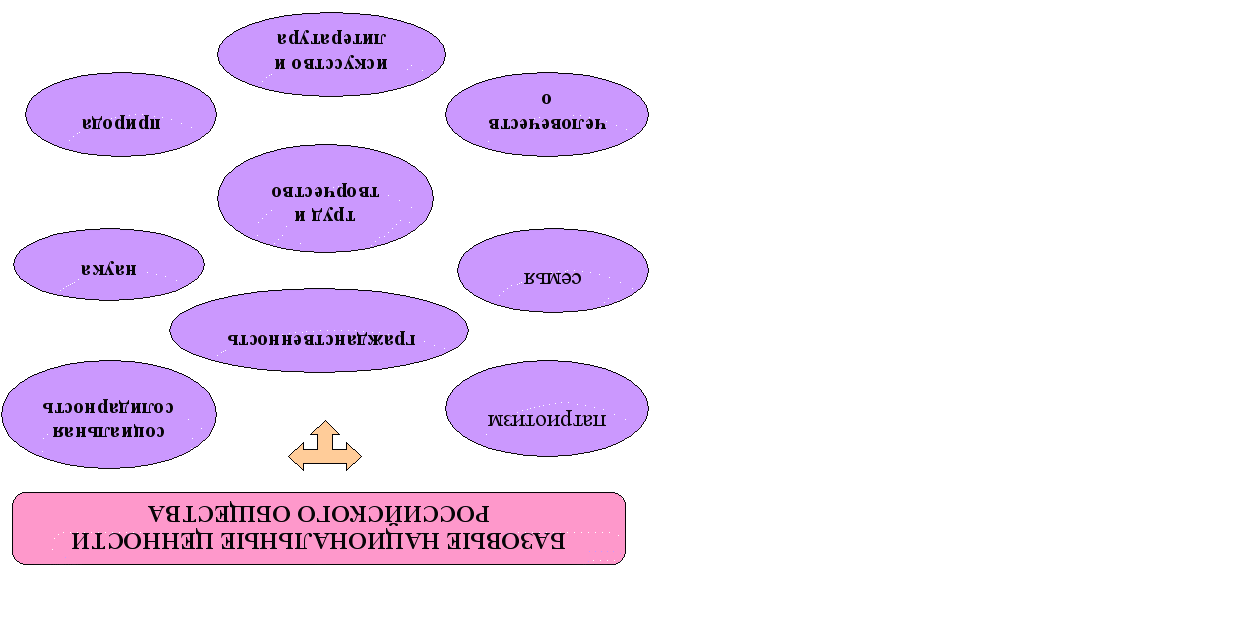 БАЗОВЫЕ НАЦИОНАЛЬНЫЕ ЦЕННОСТИ
РОССИЙСКОГО ОБЩЕСТВА
патриотизм
социальная
солидарность
гражданственность
семья
наука
труд и
творчество
человечеств
о
природа
искусство и
литература